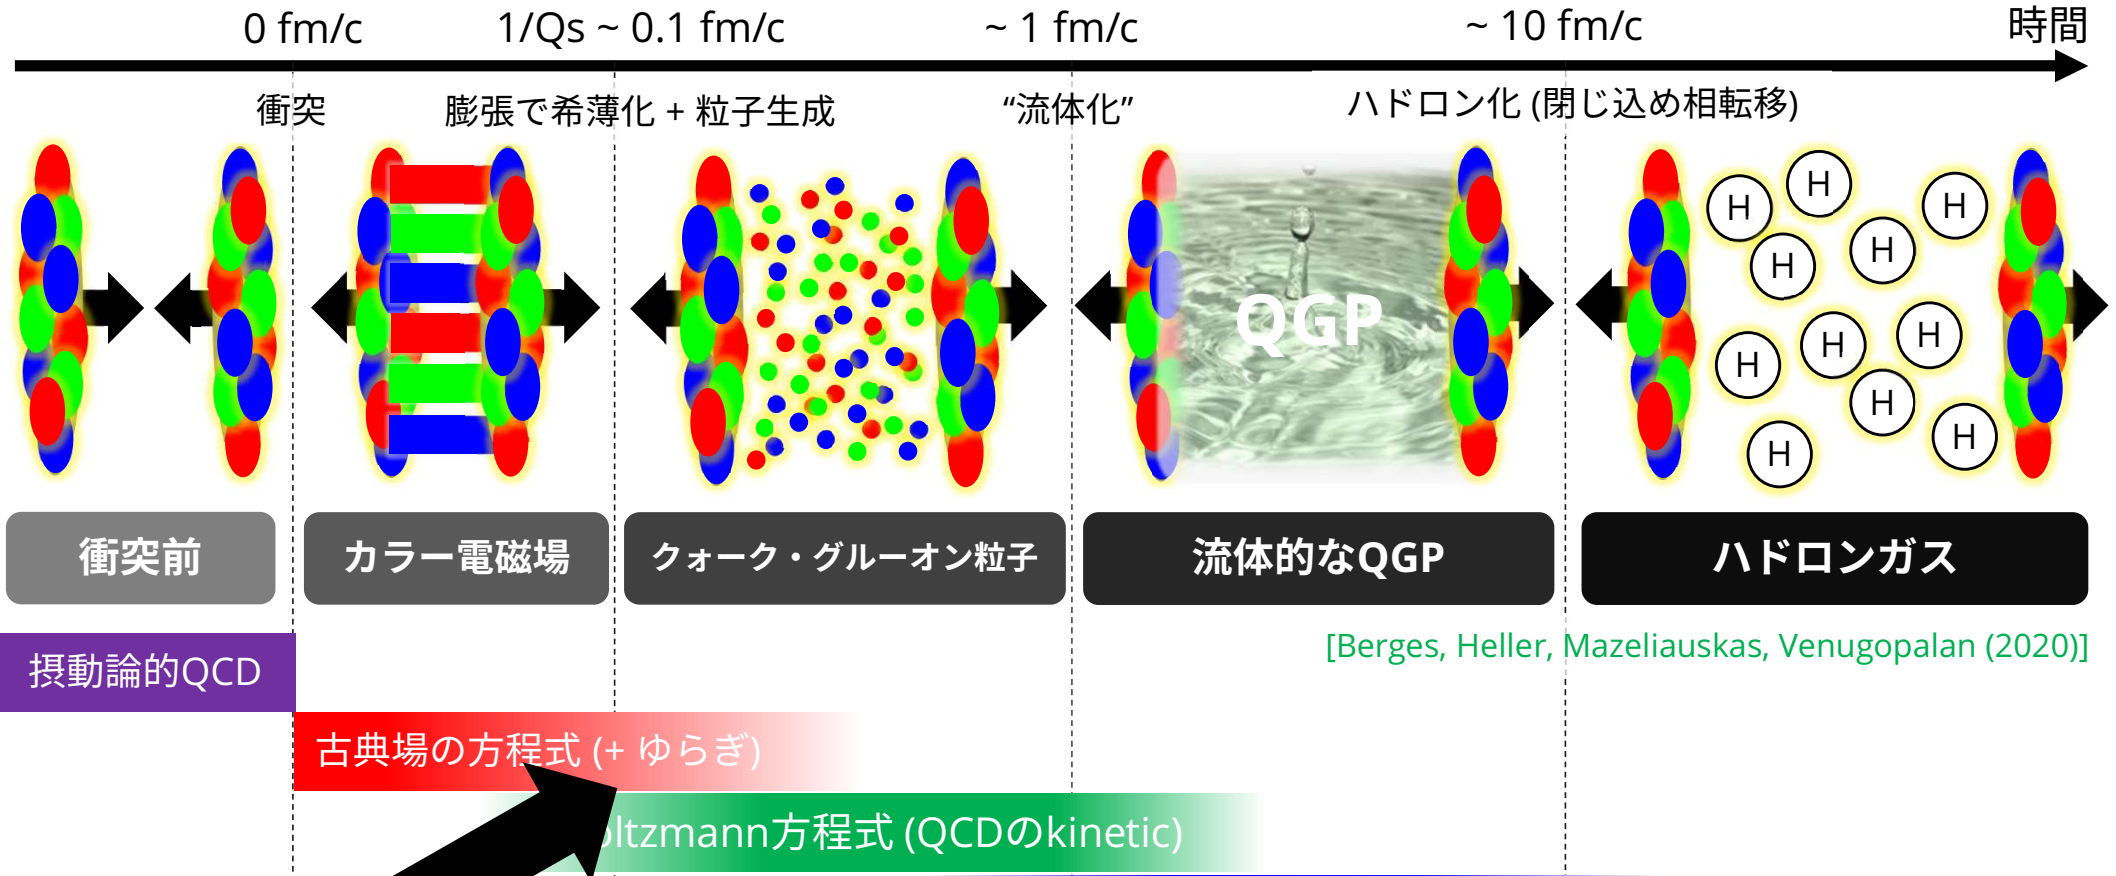 0 fm/c
1/Qs ~ 0.1 fm/c
~ 1 fm/c
~ 10 fm/c
時間
衝突
膨張で希薄化 + 粒子生成
“流体化”
ハドロン化 (閉じ込め相転移)
QGP
H
H
H
H
H
H
H
H
H
H
H
衝突前
カラー電磁場
クォーク・グルーオン粒子
流体的なQGP
ハドロンガス
[Berges, Heller, Mazeliauskas, Venugopalan (2020)]
摂動論的QCD
古典場の方程式 (+ ゆらぎ)
oltzmann方程式 (QCDのkinetic)